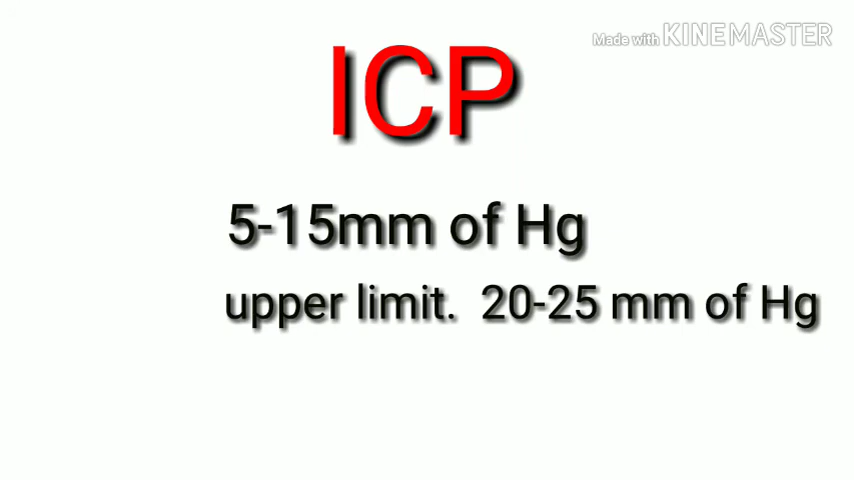 Made with KINEMASTER
ICP
5-15mm of Hg
upper limit. 20-25 mm of Hg